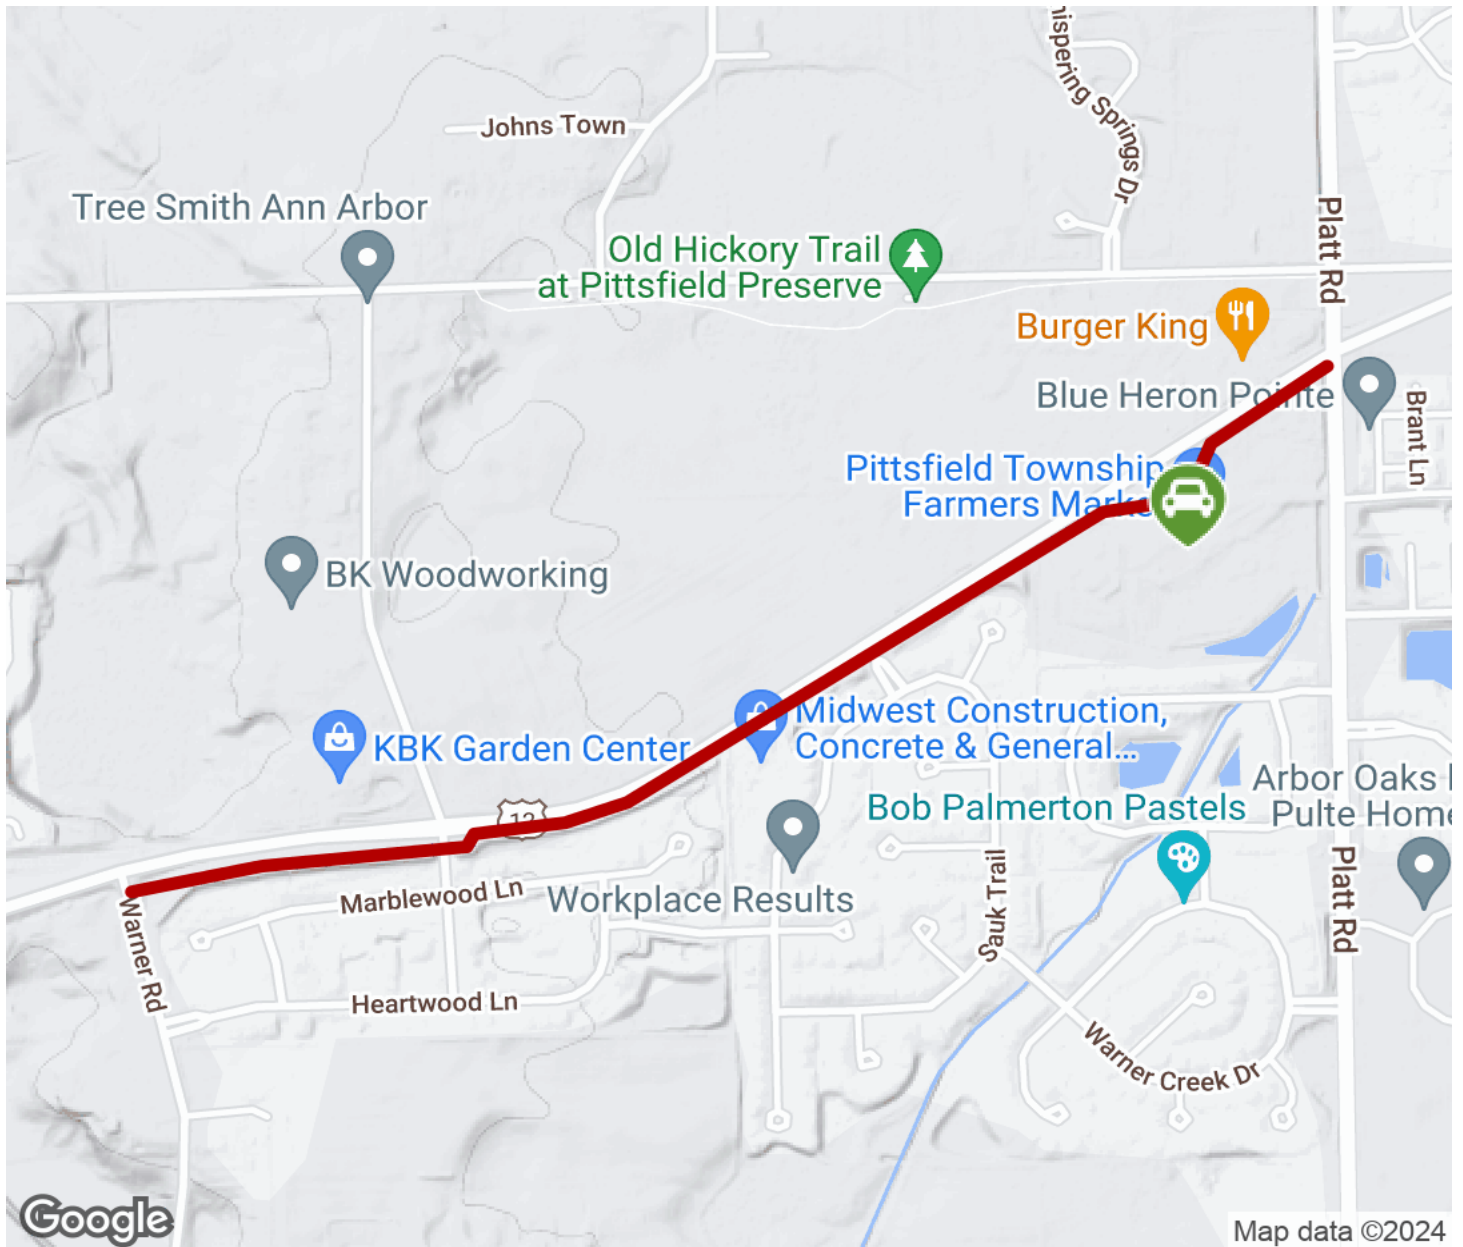 hispering Springs Dr
Johns Town
Platt Rd
Tree Smith Ann Arbor
Old Hickory Trail
at Pittsfield Preserve
Burger King
Blue Heron Pointe
Brant Ln
Pittsfield Township
Farmers Marke
BK Woodworking
Midwest Construction,
Concrete & General...
KBK Garden Center
12
Arbor Oaks
Pulte Home
Bob Palmerton Pastels
Marblewood Ln
Workplace Results
Sauk Trail
Platt Rd
Warner Rd
Heartwood Ln
Warner Creek Dr
Google
Map data ©2024